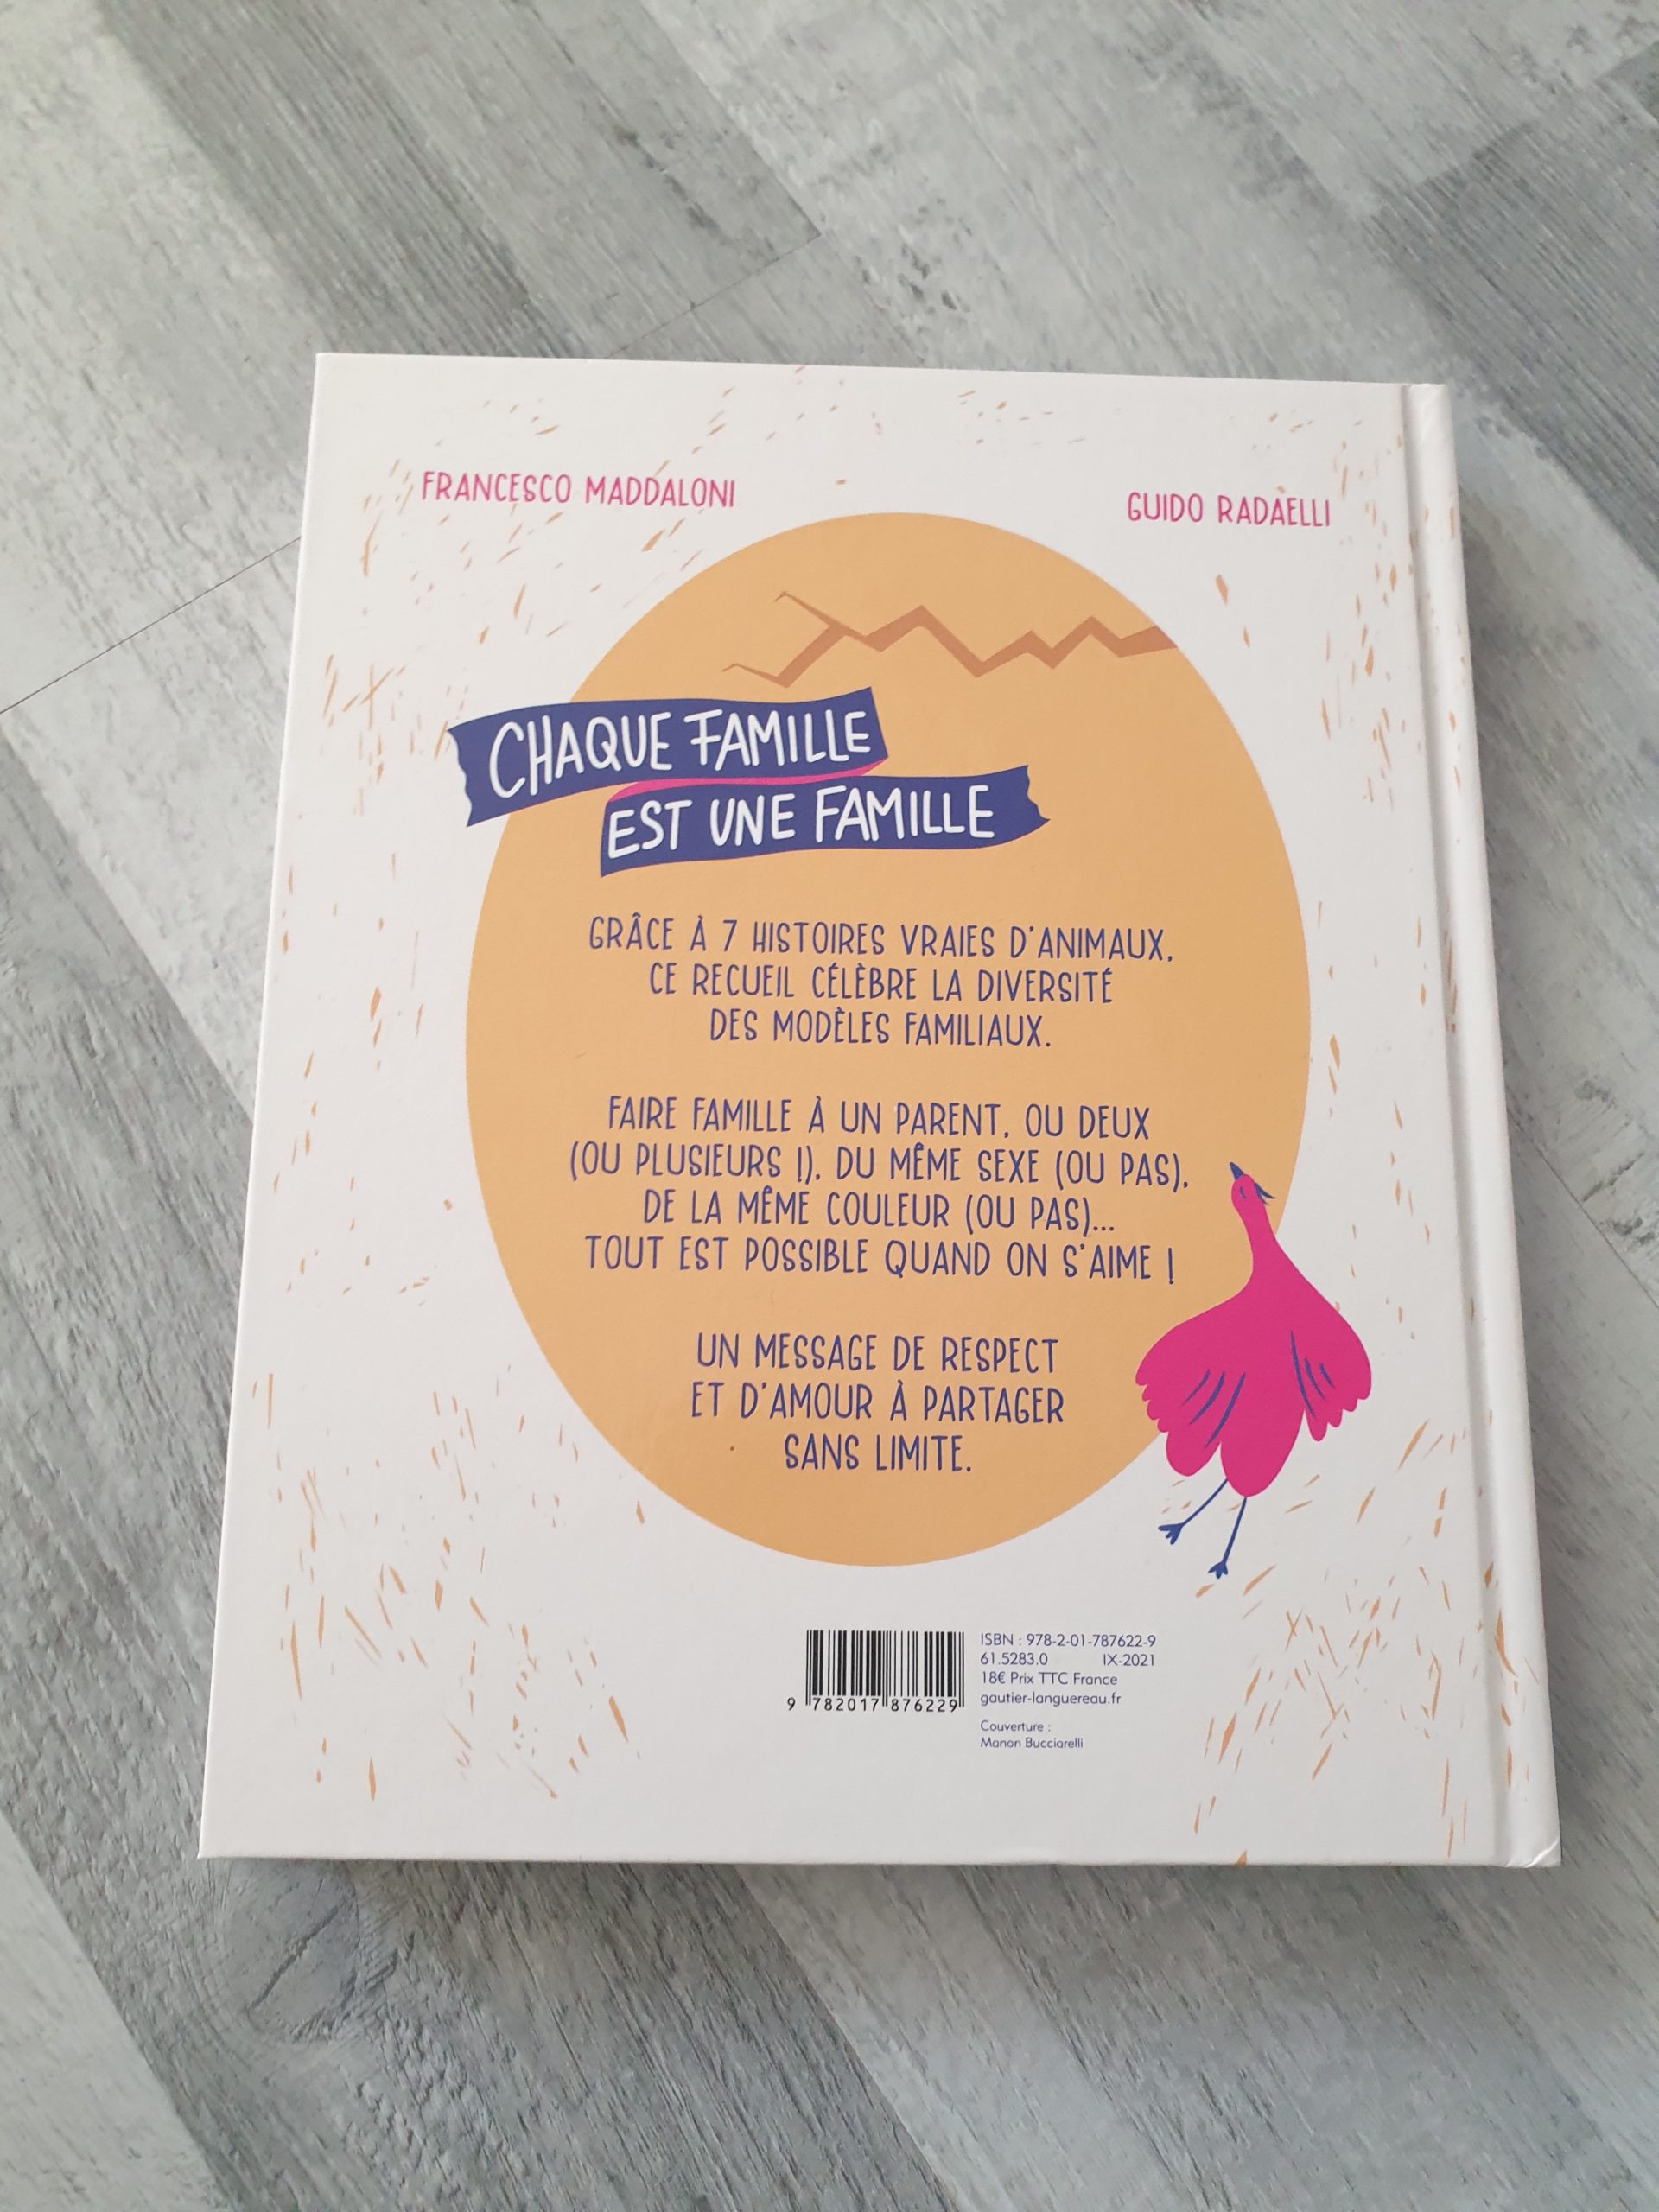 FRANCESCO MADDALONI
GUIDO RADAELLI
CHAQUE FAMILLE
EST UNE FAMILLE
GRÂCE À 7 HISTOIRES VRAIES D'ANIMAUX,
CE RECUEIL CÉLÈBRE LA DIVERSITÉ
DES MODÈLES FAMILIAUX.
FAIRE FAMILLE À UN PARENT, OU DEUX
(OU PLUSIEURS !), DU MÊME SEXE (OU PAS),
DE LA MÊME COULEUR (OU PAS)...
TOUT EST POSSIBLE QUAND ON S'AIME !
UN MESSAGE DE RESPECT
ET D'AMOUR À PARTAGER
SANS LIMITE.
ISBN : 978-2-01-787622-9
61.5283.0 IX-2021
18€ Prix TTC France
gautier-languereau.fr
9 782017 876229
Couverture :
Manon Bucciarelli